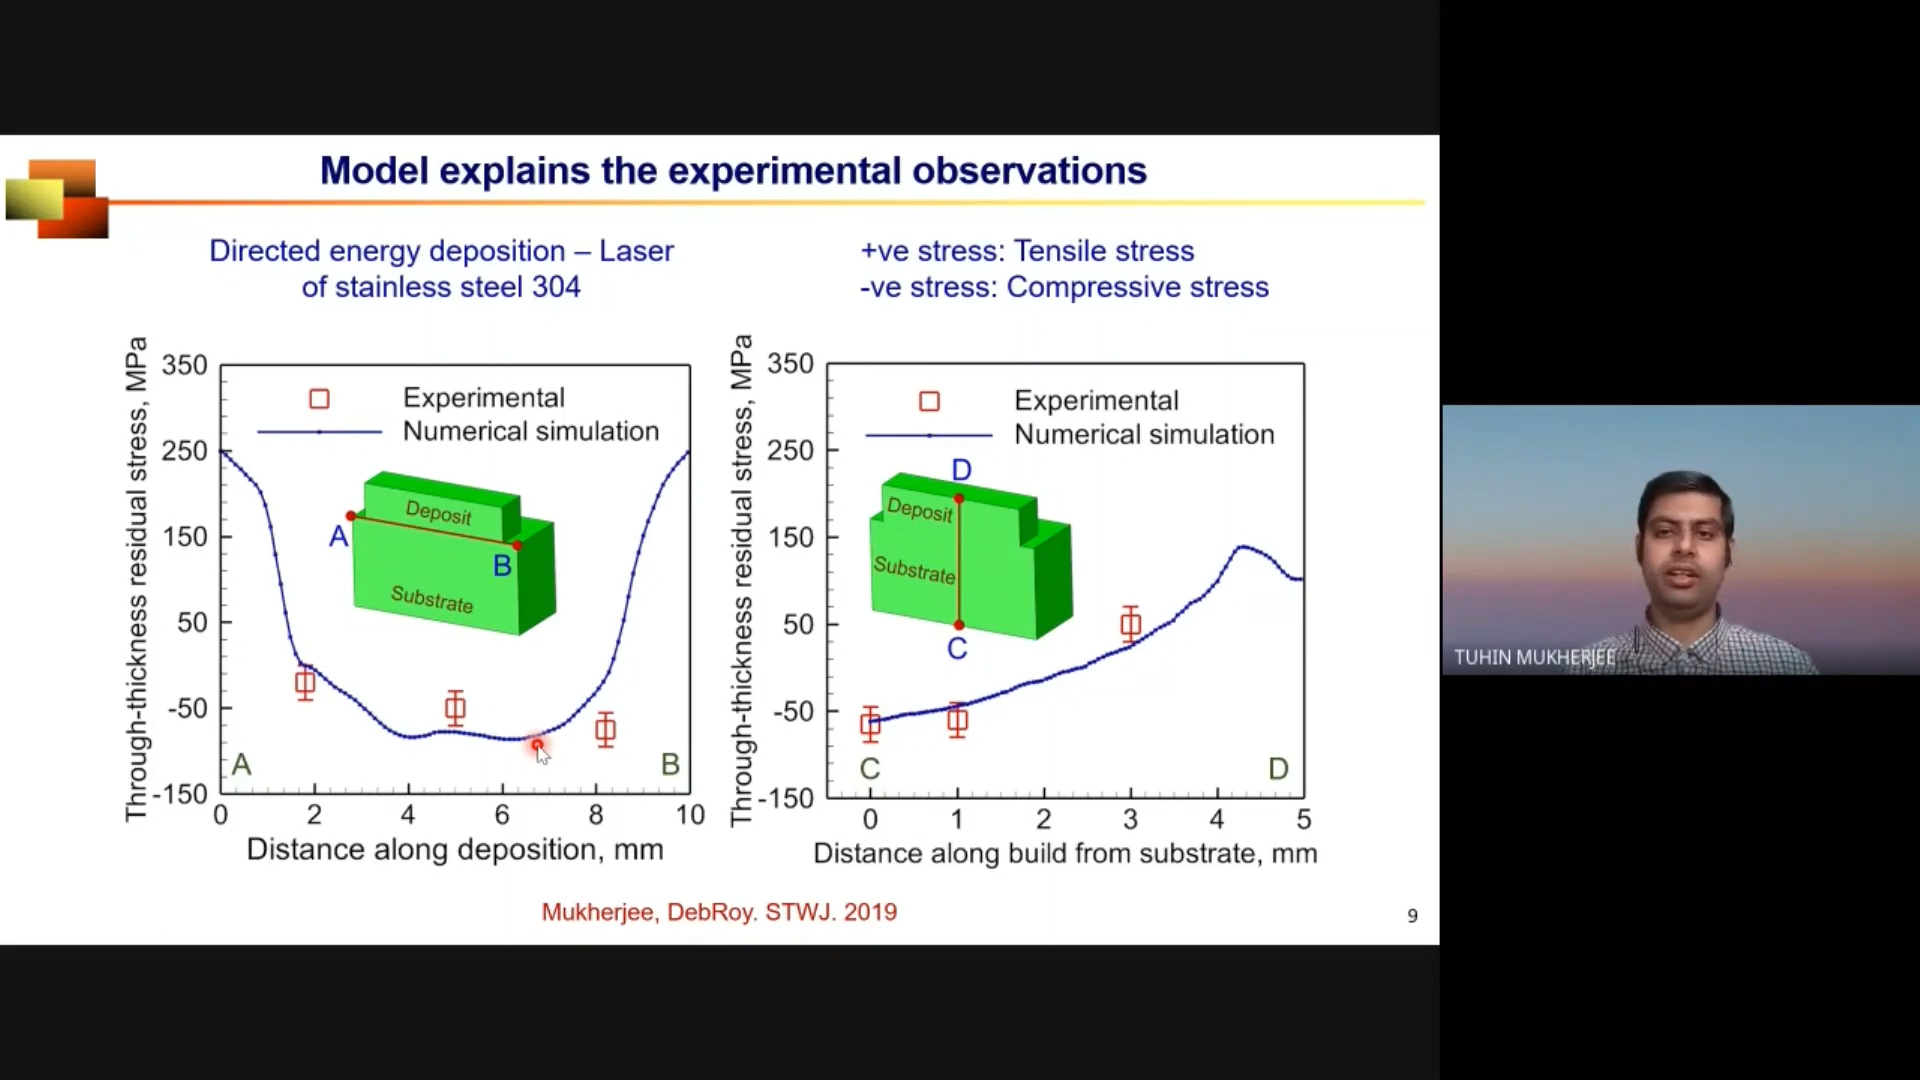 Model explains the experimental observations
Directed energy deposition – Laser
of stainless steel 304
+ve stress: Tensile stress
-ve stress: Compressive stress
Through-thickness residual stress, MPa
350
250
150
50
-50
-150
Experimental
Numerical simulation
Deposit
A
B
Substrate
A
B
0 2 4 6 8 10
Distance along deposition, mm
Through-thickness residual stress, MPa
350
250
150
50
-50
-150
Experimental
Numerical simulation
D
Deposit
Substrate
C
C
D
0 1 2 3 4 5
Distance along build from substrate, mm
Mukherjee, DebRoy. STWJ. 2019
9
TUHIN MUKHERJEE